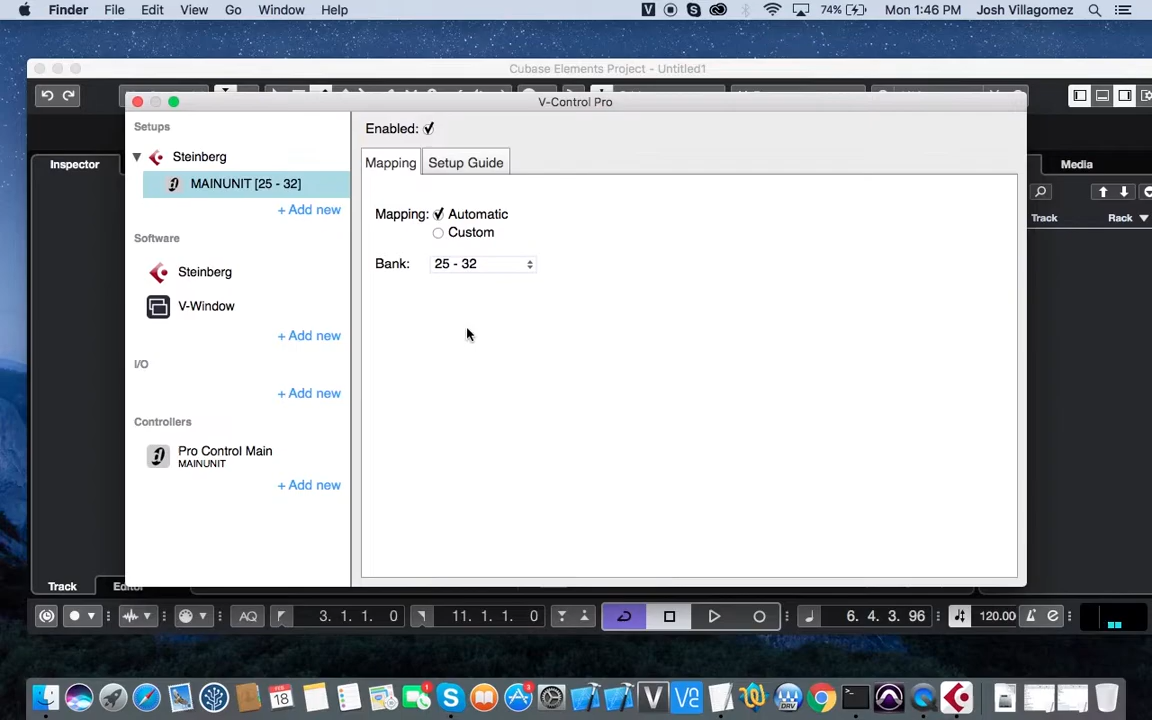 Finder File Edit View Go Window Help 74% Mon 1:46 PM Josh Villagomez
Cubase Elements Project - Untitled1
V-Control Pro
Setups
Steinberg
MAINUNIT [25 - 32]
+ Add new
Software
Steinberg
V-Window
+ Add new
I/O
+ Add new
Controllers
Pro Control Main
MAINUNIT
+ Add new
Enabled:
Mapping Setup Guide
Mapping: Automatic
Custom
Bank: 25 - 32
Inspector
Media
Track Rack
Track
AQ 3. 1. 1. 0 11. 1. 1. 0 6. 4. 3. 96 120.00
FEB
18